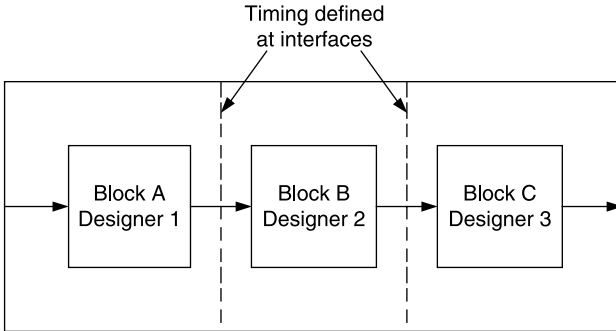 Timing defined
at interfaces
Block A
Designer 1
Block B
Designer 2
Block C
Designer 3